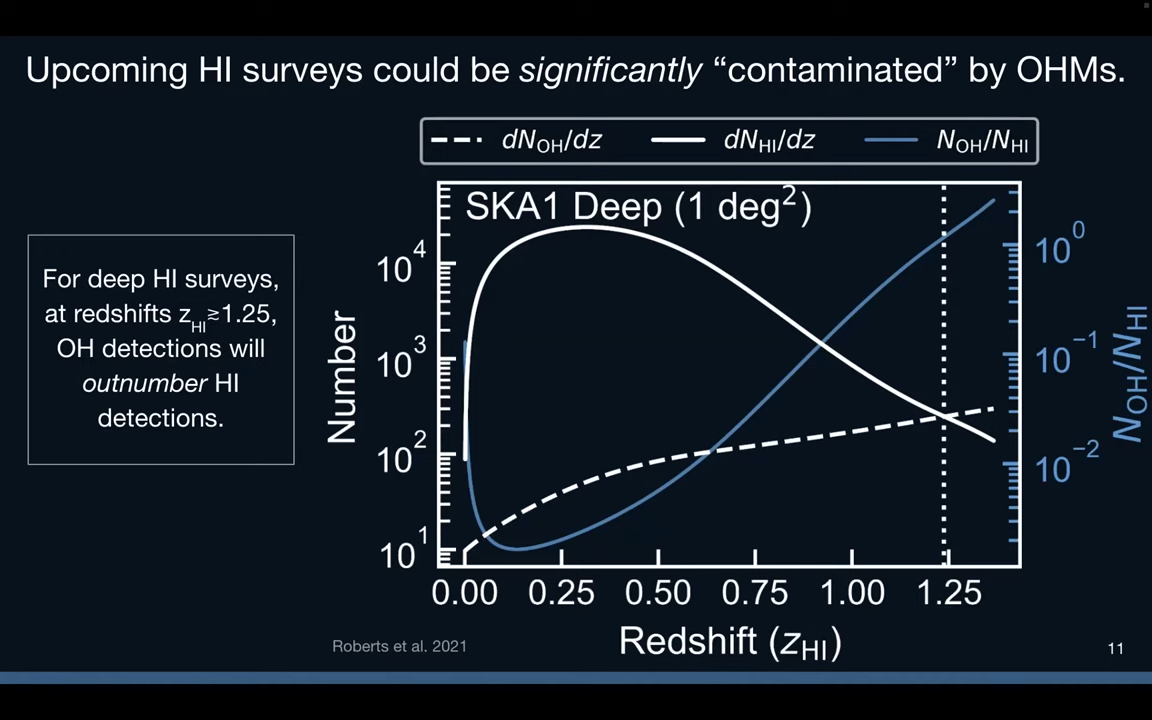 Upcoming HI surveys could be significantly “contaminated” by OHMs.
dN_OH/dz
dN_HI/dz
N_OH/N_HI
SKA1 Deep (1 deg²)
For deep HI surveys,
at redshifts z_HI≳1.25,
OH detections will
outnumber HI
detections.
Number
10⁴
10³
10²
10¹
10⁰
10⁻¹
10⁻²
N_OH/N_HI
0.00 0.25 0.50 0.75 1.00 1.25
Redshift (z_HI)
Roberts et al. 2021
11